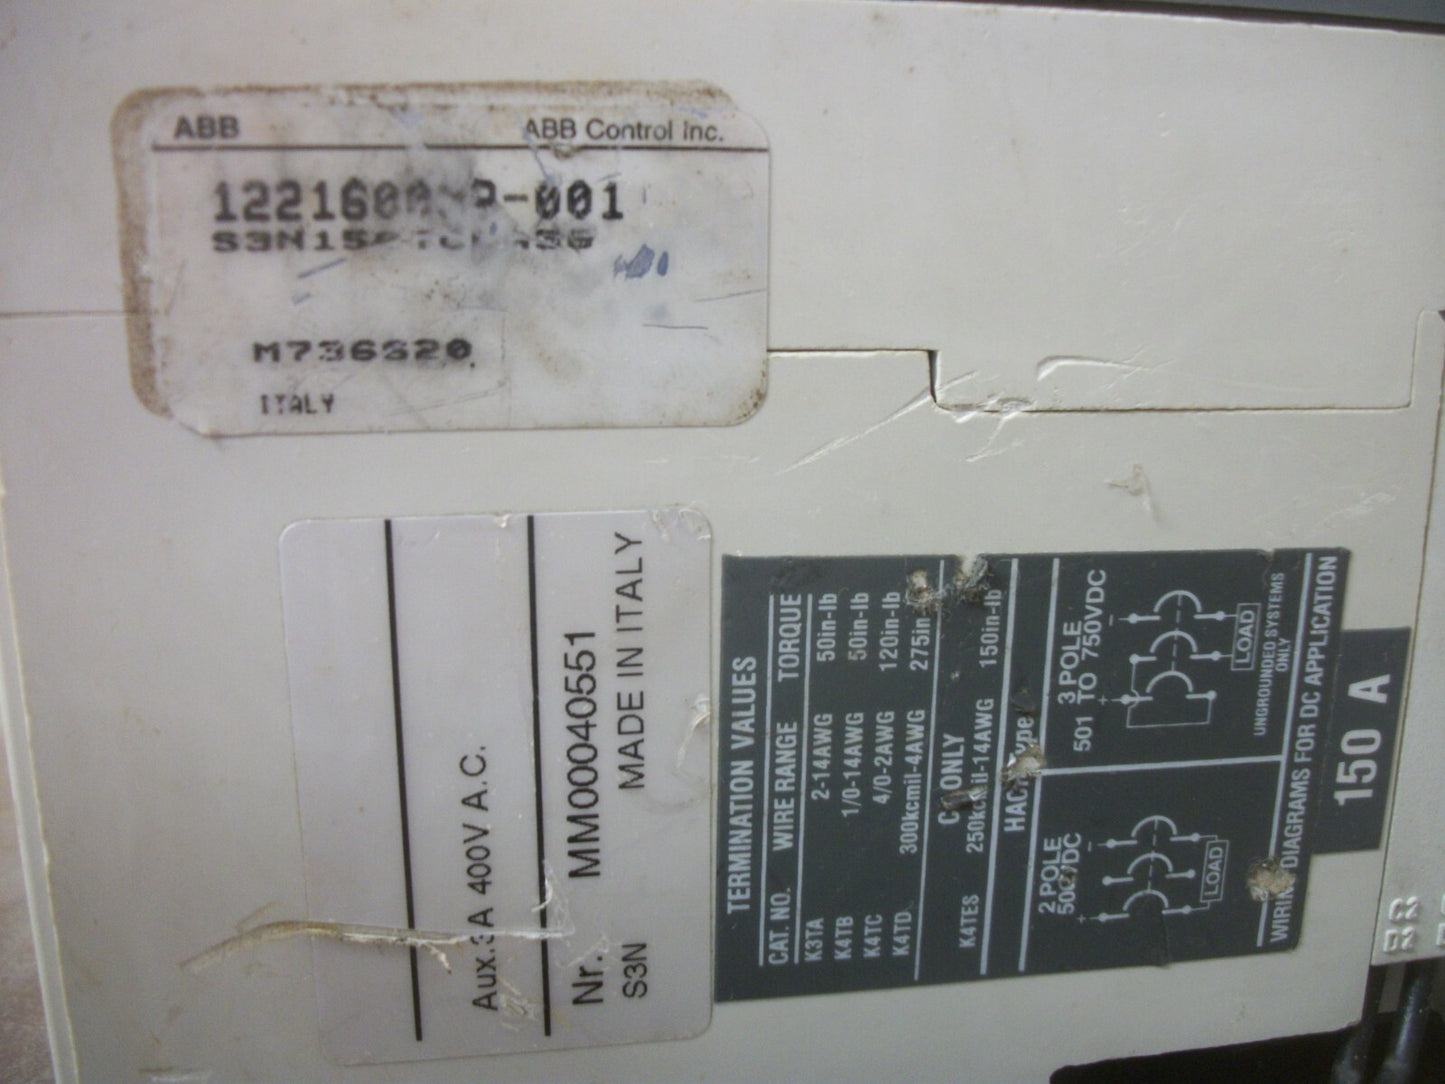 ABB ABB Control Inc.
M736320
ITALY
Aux.:3A 400V A.C.
Nr. MM00040551
S3N MADE IN ITALY
TERMINATION VALUES
CAT. NO. WIRE RANGE TORQUE
K3TA 2-14AWG 50in-lb
K4TB 1/0-14AWG 50in-lb
K4TC 4/0-2AWG 120in-lb
K4TD 300kcmil-4AWG 275in
ONLY
K4TES 250kcmil-14AWG 150in-lb
2 POLE
3 POLE
501 TO 750VDC
+
-
+
-
LOAD
LOAD
UNGROUNDED SYSTEMS
ONLY
DIAGRAMS FOR DC APPLICATION
150 A